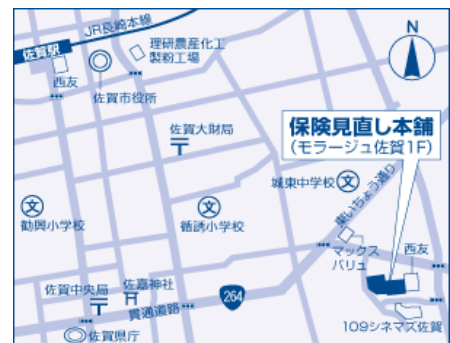 JR長崎本線
N
佐賀駅
理研農産化工
製粉工場
西友
佐賀市役所
佐賀大財局
保険見直し本舗
(モラージュ佐賀1F)
城東中学校
文
文
勧興小学校
文
循誘小学校
東いちょう通り
マックス
バリュ
西友
佐賀中央局
佐嘉神社
貫通道路
264
109シネマズ佐賀
佐賀県庁